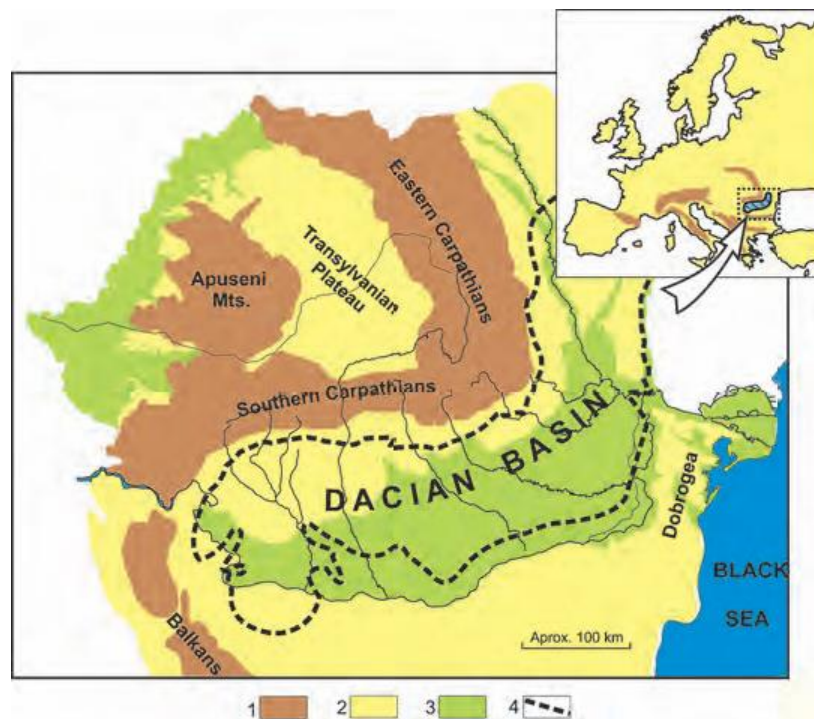 Eastern Carpathians
Transylvanian
Plateau
Apuseni
Mts.
Southern Carpathians
DACIAN BASIN
Dobrogea
BLACK
SEA
Balkans
Aprox. 100 km
1 2 3 4